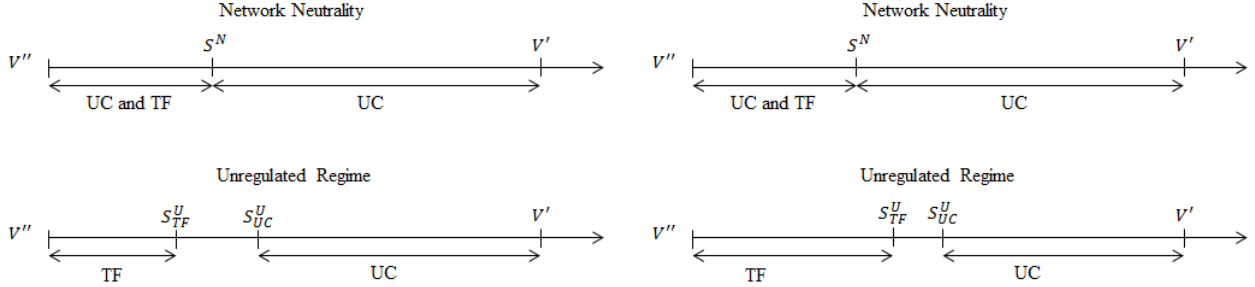 Network Neutrality
V'' S^N V'
UC and TF UC
Unregulated Regime
V'' S^U_TF S^U_UC V'
TF UC
Network Neutrality
V'' S^N V'
UC and TF UC
Unregulated Regime
V'' S^U_TF S^U_UC V'
TF UC